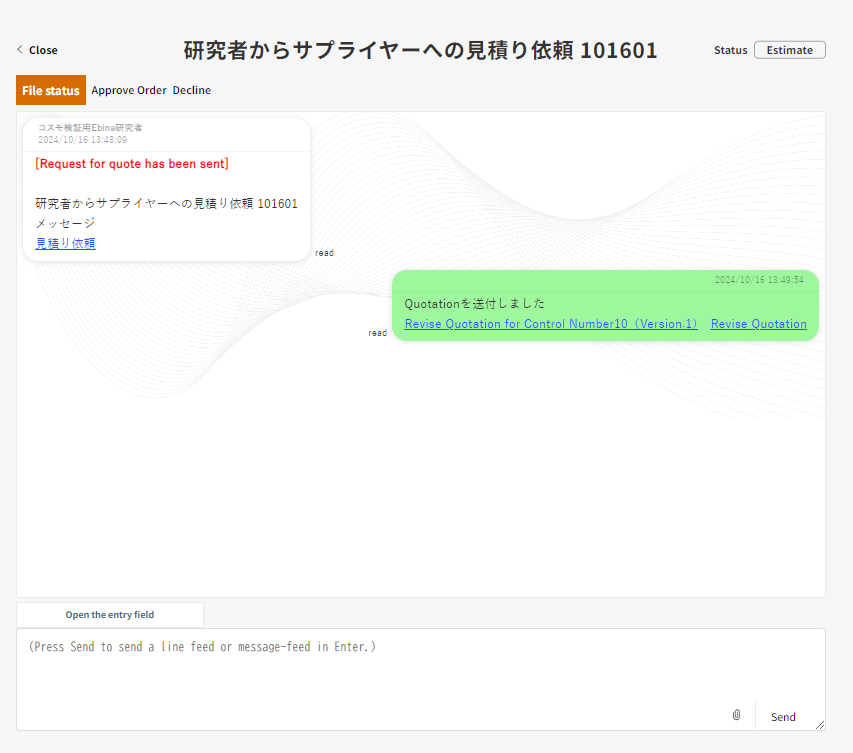 Close
研究者からサプライヤーへの見積り依頼 101601
Status Estimate
File status Approve Order Decline
コスモ検証用Ebina研究者
2024/10/16 13:48:09
[Request for quote has been sent]
研究者からサプライヤーへの見積り依頼 101601
メッセージ
見積り依頼
read
2024/10/16 13:49:54
Quotationを送付しました
Revise Quotation for Control Number10（Version:1） Revise Quotation
read
Open the entry field
(Press Send to send a line feed or message-feed in Enter.)
Send